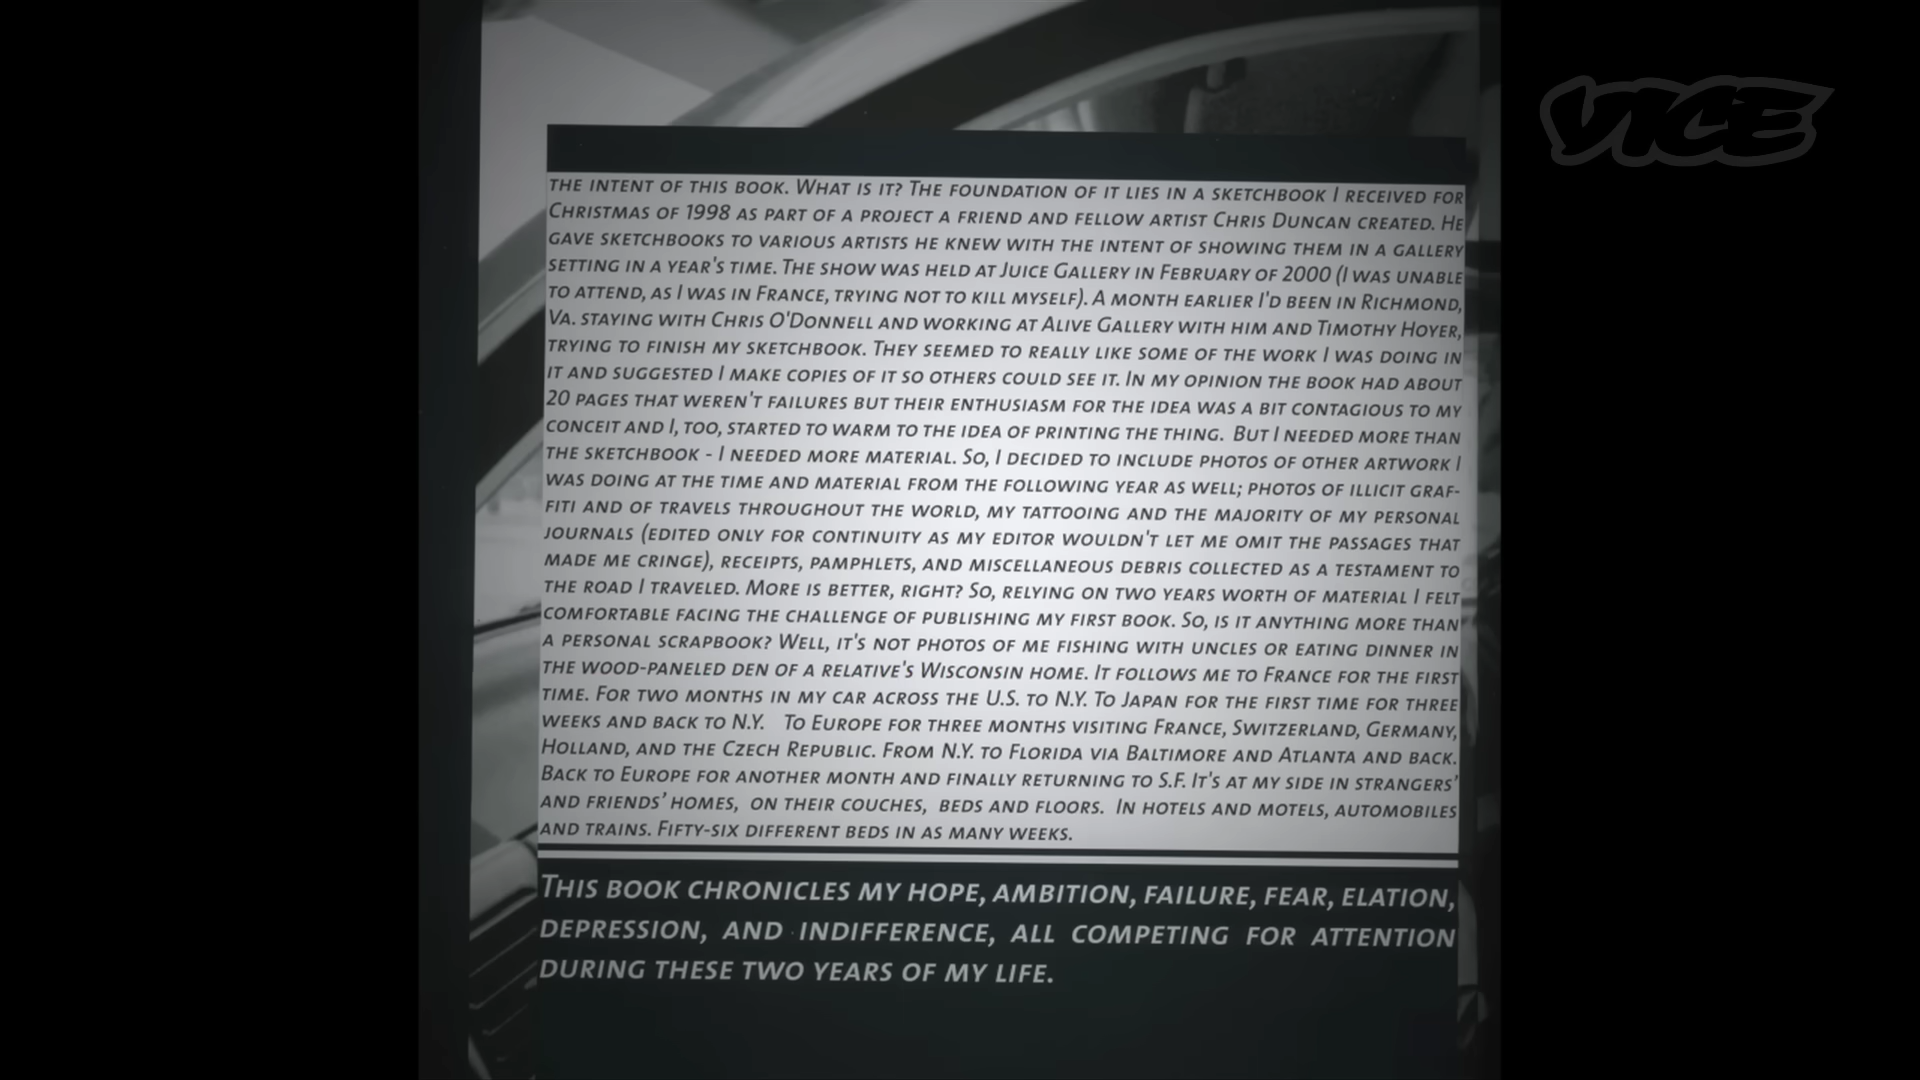 VICE
THE INTENT OF THIS BOOK. WHAT IS IT? THE FOUNDATION OF IT LIES IN A SKETCHBOOK I RECEIVED FOR
CHRISTMAS OF 1998 AS PART OF A PROJECT A FRIEND AND FELLOW ARTIST CHRIS DUNCAN CREATED. HE
GAVE SKETCHBOOKS TO VARIOUS ARTISTS HE KNEW WITH THE INTENT OF SHOWING THEM IN A GALLERY
SETTING IN A YEAR'S TIME. THE SHOW WAS HELD AT JUICE GALLERY IN FEBRUARY OF 2000 (I WAS UNABLE
TO ATTEND, AS I WAS IN FRANCE, TRYING NOT TO KILL MYSELF). A MONTH EARLIER I'D BEEN IN RICHMOND,
VA. STAYING WITH CHRIS O'DONNELL AND WORKING AT ALIVE GALLERY WITH HIM AND TIMOTHY HOYER,
TRYING TO FINISH MY SKETCHBOOK. THEY SEEMED TO REALLY LIKE SOME OF THE WORK I WAS DOING IN
IT AND SUGGESTED I MAKE COPIES OF IT SO OTHERS COULD SEE IT. IN MY OPINION THE BOOK HAD ABOUT
20 PAGES THAT WEREN'T FAILURES BUT THEIR ENTHUSIASM FOR THE IDEA WAS A BIT CONTAGIOUS TO MY
CONCEIT AND I, TOO, STARTED TO WARM TO THE IDEA OF PRINTING THE THING. BUT I NEEDED MORE THAN
THE SKETCHBOOK - I NEEDED MORE MATERIAL. SO, I DECIDED TO INCLUDE PHOTOS OF OTHER ARTWORK I
WAS DOING AT THE TIME AND MATERIAL FROM THE FOLLOWING YEAR AS WELL; PHOTOS OF ILLICIT GRAF-
FITI AND OF TRAVELS THROUGHOUT THE WORLD, MY TATTOOING AND THE MAJORITY OF MY PERSONAL
JOURNALS (EDITED ONLY FOR CONTINUITY AS MY EDITOR WOULDN'T LET ME OMIT THE PASSAGES THAT
MADE ME CRINGE), RECEIPTS, PAMPHLETS, AND MISCELLANEOUS DEBRIS COLLECTED AS A TESTAMENT TO
THE ROAD I TRAVELED. MORE IS BETTER, RIGHT? SO, RELYING ON TWO YEARS WORTH OF MATERIAL I FELT
COMFORTABLE FACING THE CHALLENGE OF PUBLISHING MY FIRST BOOK. SO, IS IT ANYTHING MORE THAN
A PERSONAL SCRAPBOOK? WELL, IT'S NOT PHOTOS OF ME FISHING WITH UNCLES OR EATING DINNER IN
THE WOOD-PANELED DEN OF A RELATIVE'S WISCONSIN HOME. IT FOLLOWS ME TO FRANCE FOR THE FIRST
TIME. FOR TWO MONTHS IN MY CAR ACROSS THE U.S. TO N.Y. TO JAPAN FOR THE FIRST TIME FOR THREE
WEEKS AND BACK TO N.Y. TO EUROPE FOR THREE MONTHS VISITING FRANCE, SWITZERLAND, GERMANY,
HOLLAND, AND THE CZECH REPUBLIC. FROM N.Y. TO FLORIDA VIA BALTIMORE AND ATLANTA AND BACK.
BACK TO EUROPE FOR ANOTHER MONTH AND FINALLY RETURNING TO S.F. IT'S AT MY SIDE IN STRANGERS'
AND FRIENDS' HOMES, ON THEIR COUCHES, BEDS AND FLOORS. IN HOTELS AND MOTELS, AUTOMOBILES
AND TRAINS. FIFTY-SIX DIFFERENT BEDS IN AS MANY WEEKS.
THIS BOOK CHRONICLES MY HOPE, AMBITION, FAILURE, FEAR, ELATION,
DEPRESSION, AND INDIFFERENCE, ALL COMPETING FOR ATTENTION
DURING THESE TWO YEARS OF MY LIFE.